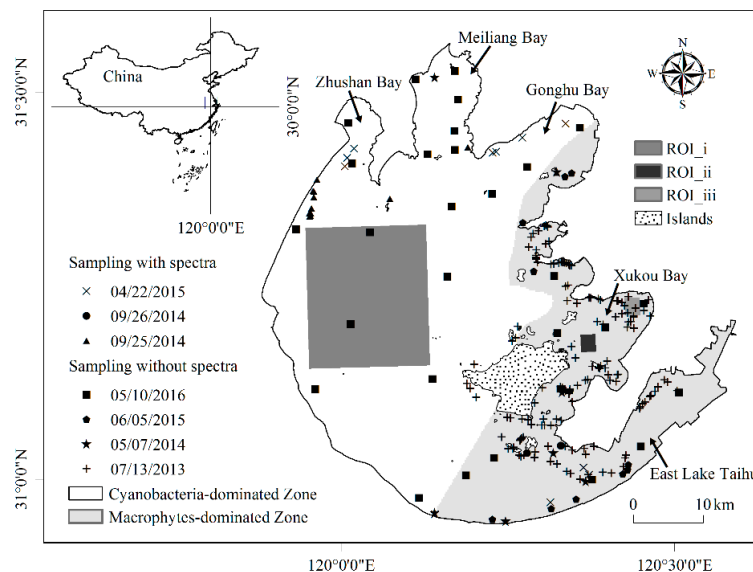 Meiliang Bay
China
Zhushan Bay
Gonghu Bay
N
W
E
S
31°30'0"N
30°0'0"N
120°0'0"E
ROI_i
ROI_ii
ROI_iii
Islands
Sampling with spectra
04/22/2015
09/26/2014
09/25/2014
Xukou Bay
Sampling without spectra
05/10/2016
06/05/2015
05/07/2014
07/13/2013
Cyanobacteria-dominated Zone
Macrophytes-dominated Zone
East Lake Taihu
0 10 km
31°0'0"N
120°0'0"E
120°30'0"E